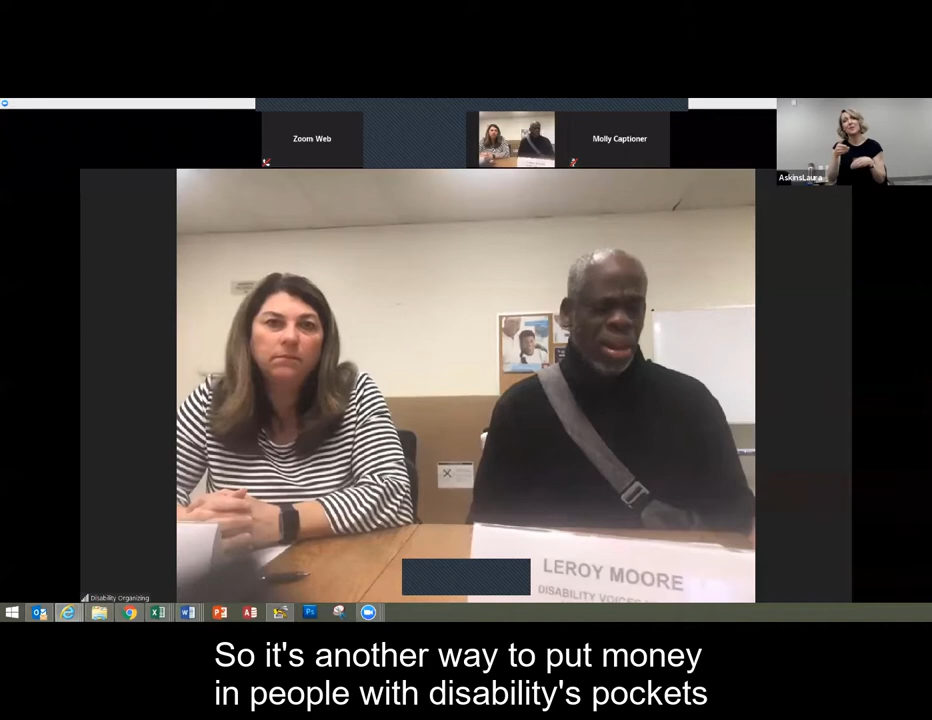 Zoom Web
Molly Captioner
AskinsLaura
LEROY MOORE
DISABILITY VOICES
Disability Organizing
So it's another way to put money
in people with disability's pockets